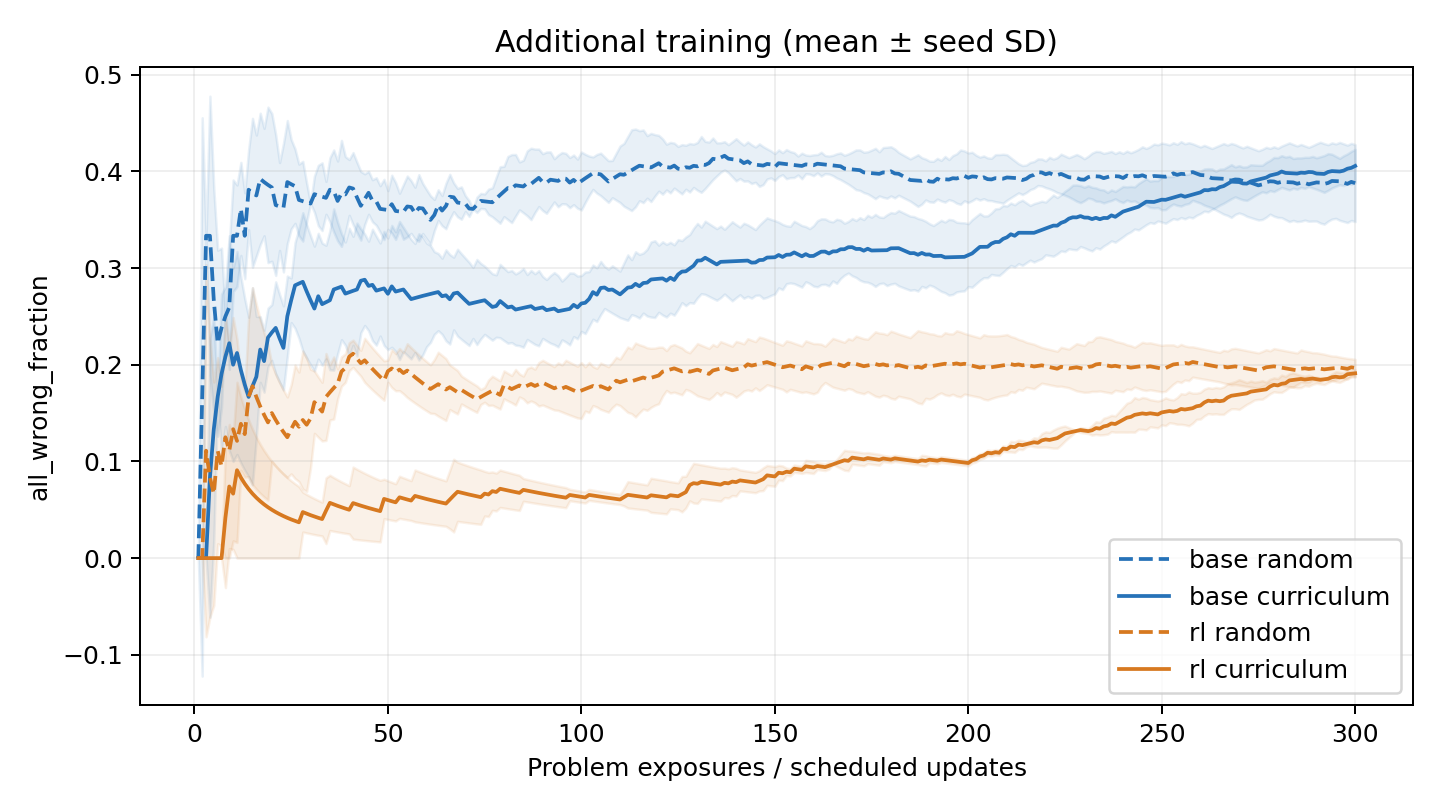 Additional training (mean ± seed SD)
all_wrong_fraction
0.5
0.4
0.3
0.2
0.1
0.0
−0.1
0
50
100
150
200
250
300
Problem exposures / scheduled updates
base random
base curriculum
rl random
rl curriculum